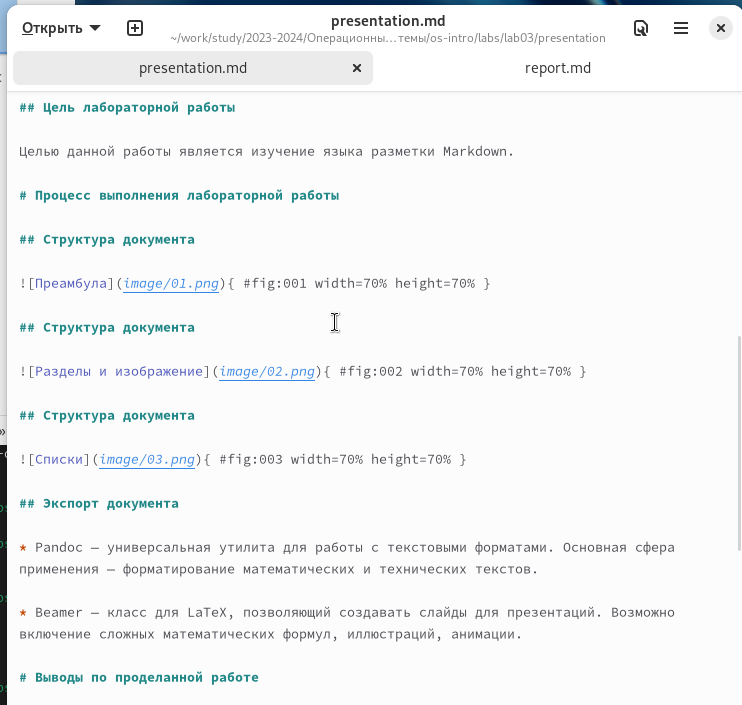 Открыть
presentation.md
~/work/study/2023-2024/Операционны…темы/os-intro/labs/lab03/presentation
presentation.md
report.md
## Цель лабораторной работы
Целью данной работы является изучение языка разметки Markdown.
# Процесс выполнения лабораторной работы
## Структура документа
![Преамбула](image/01.png){ #fig:001 width=70% height=70% }
## Структура документа
![Разделы и изображение](image/02.png){ #fig:002 width=70% height=70% }
## Структура документа
![Списки](image/03.png){ #fig:003 width=70% height=70% }
## Экспорт документа
* Pandoc — универсальная утилита для работы с текстовыми форматами. Основная сфера
применения — форматирование математических и технических текстов.
* Beamer — класс для LaTeX, позволяющий создавать слайды для презентаций. Возможно
включение сложных математических формул, иллюстраций, анимации.
# Выводы по проделанной работе